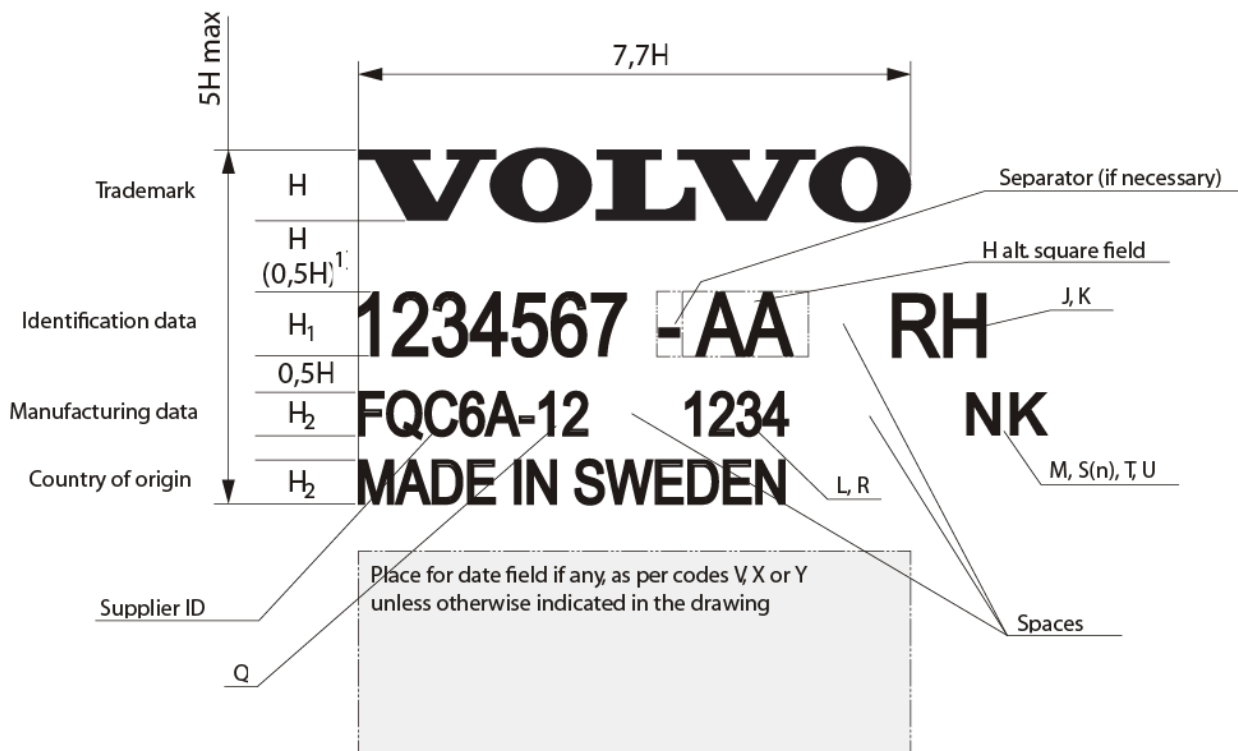 5H max
7,7H
Trademark
H
VOLVO
Separator (if necessary)
H
(0,5H) 1)
H alt. square field
Identification data
H1
1234567 - AA RH
J, K
0,5H
Manufacturing data
H2
FQC6A-12 1234 NK
Country of origin
H2
MADE IN SWEDEN
L, R
M, S(n), T, U
Place for date field if any, as per codes V, X or Y
unless otherwise indicated in the drawing
Supplier ID
Spaces
Q